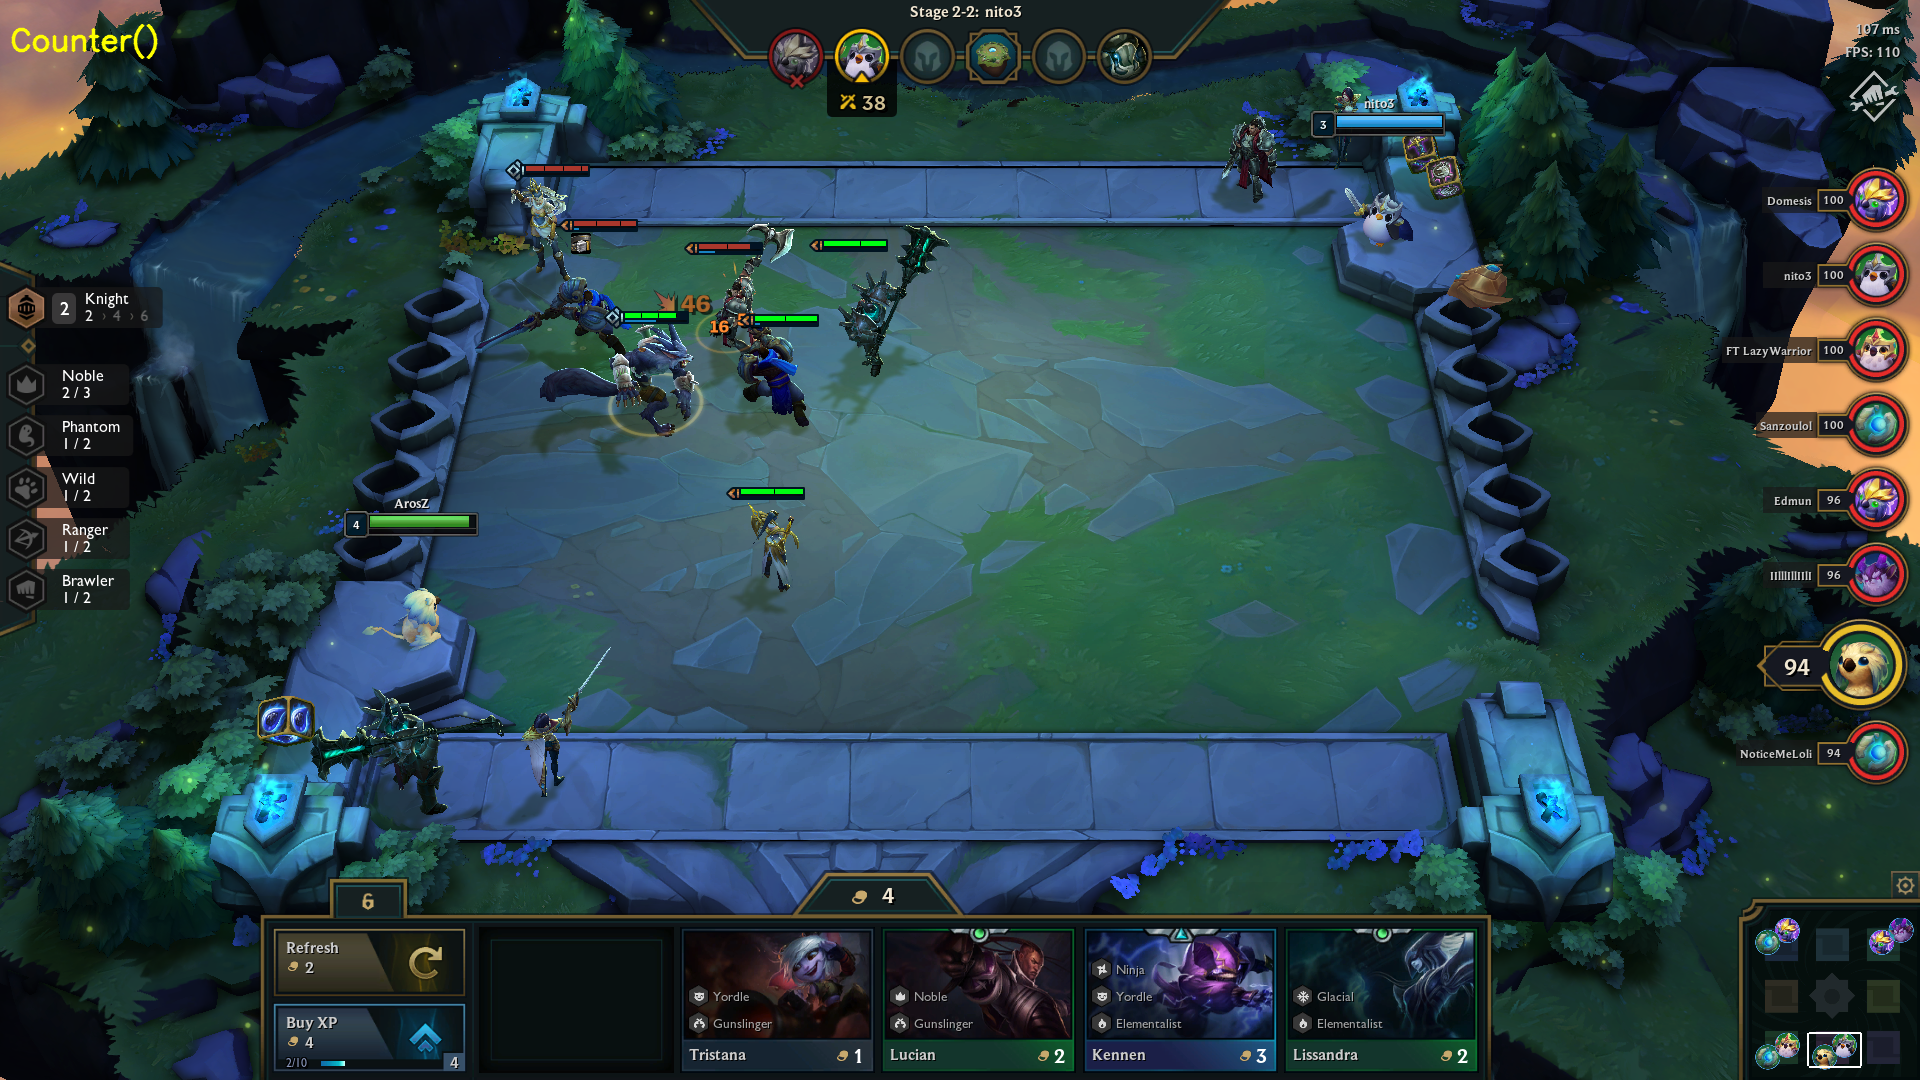 Stage 2-2: nito3
Counter()
107 ms
FPS: 110
38
nito3
3
Domesis 100
nito3 100
FT LazyWarrior 100
Sanzoulol 100
Edmun 96
96
94
NoticeMeLoli 94
2 Knight
2 › 4 › 6
Noble
2 / 3
Phantom
1 / 2
Wild
1 / 2
Ranger
1 / 2
Brawler
1 / 2
46
16
ArosZ
4
6
4
Refresh
2
Buy XP
4
2/10
4
Yordle
Gunslinger
Tristana 1
Noble
Gunslinger
Lucian 2
Ninja
Yordle
Elementalist
Kennen 3
Glacial
Elementalist
Lissandra 2